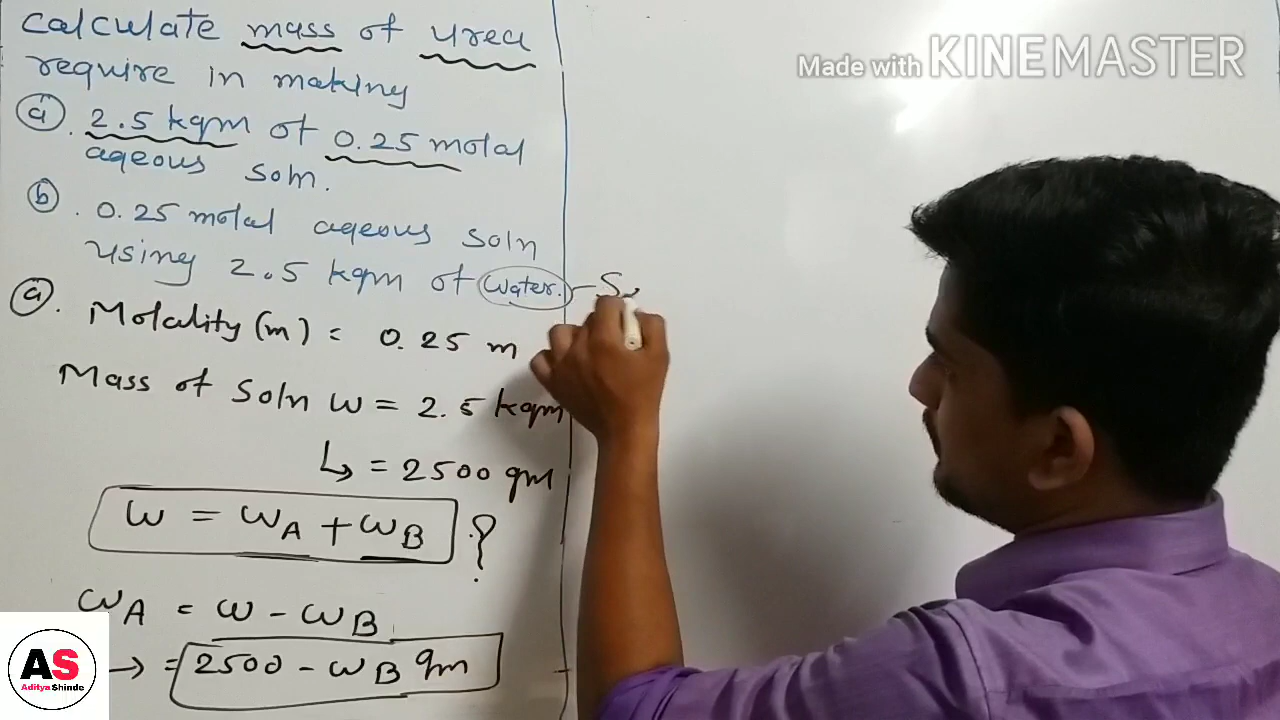 Calculate mass of urea
Made with KINEMASTER
require in making
a. 2.5 kgm of 0.25 molal
aqeous soln.
b. 0.25 molal aqeous soln
using 2.5 kgm of water. - So
a. Molality (m) = 0.25 m
Mass of Soln W = 2.5 kgm
↳ = 2500 gm
W = WA + WB ?
WA = W - WB
→ = 2500 - WB gm
AS
Aditya Shinde